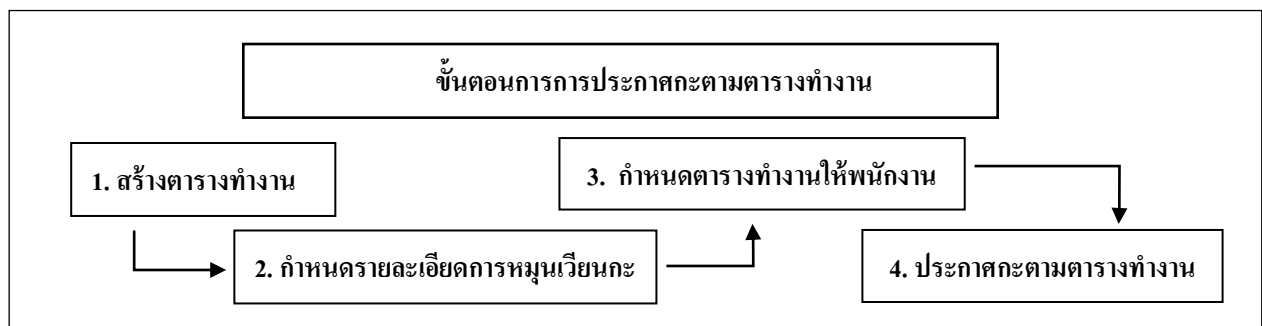 ขั้นตอนการการประกาศกะตามตารางทำงาน
1. สร้างตารางทำงาน
2. กำหนดรายละเอียดการหมุนเวียนกะ
3. กำหนดตารางทำงานให้พนักงาน
4. ประกาศกะตามตารางทำงาน